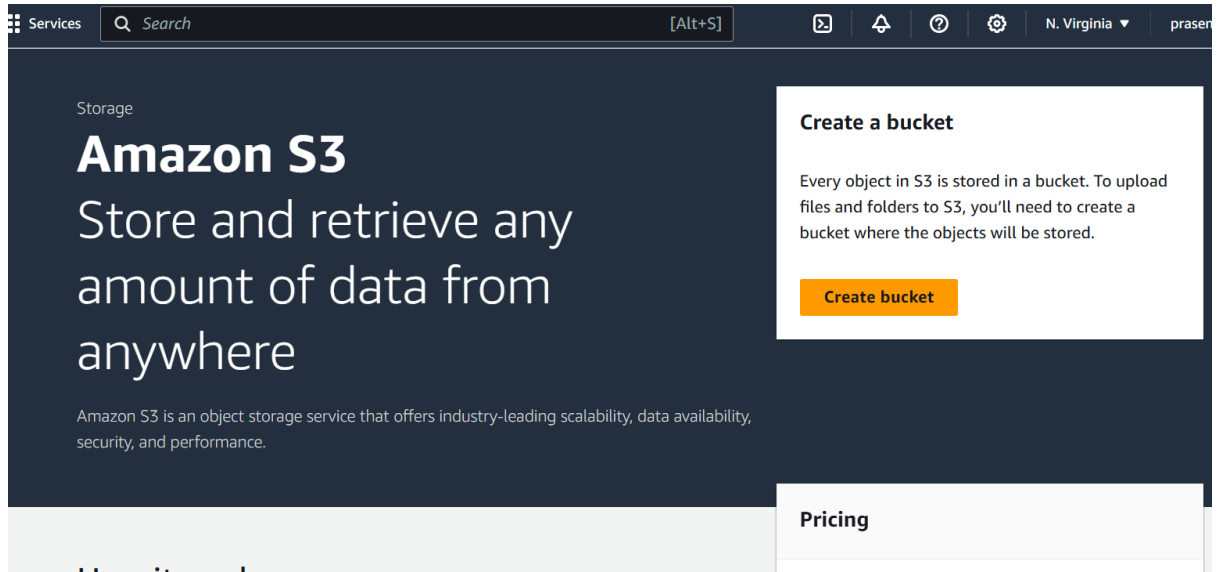 Services
Search
[Alt+S]
N. Virginia
prasen
Storage
Amazon S3
Store and retrieve any
amount of data from
anywhere
Amazon S3 is an object storage service that offers industry-leading scalability, data availability,
security, and performance.
Create a bucket
Every object in S3 is stored in a bucket. To upload
files and folders to S3, you’ll need to create a
bucket where the objects will be stored.
Create bucket
Pricing